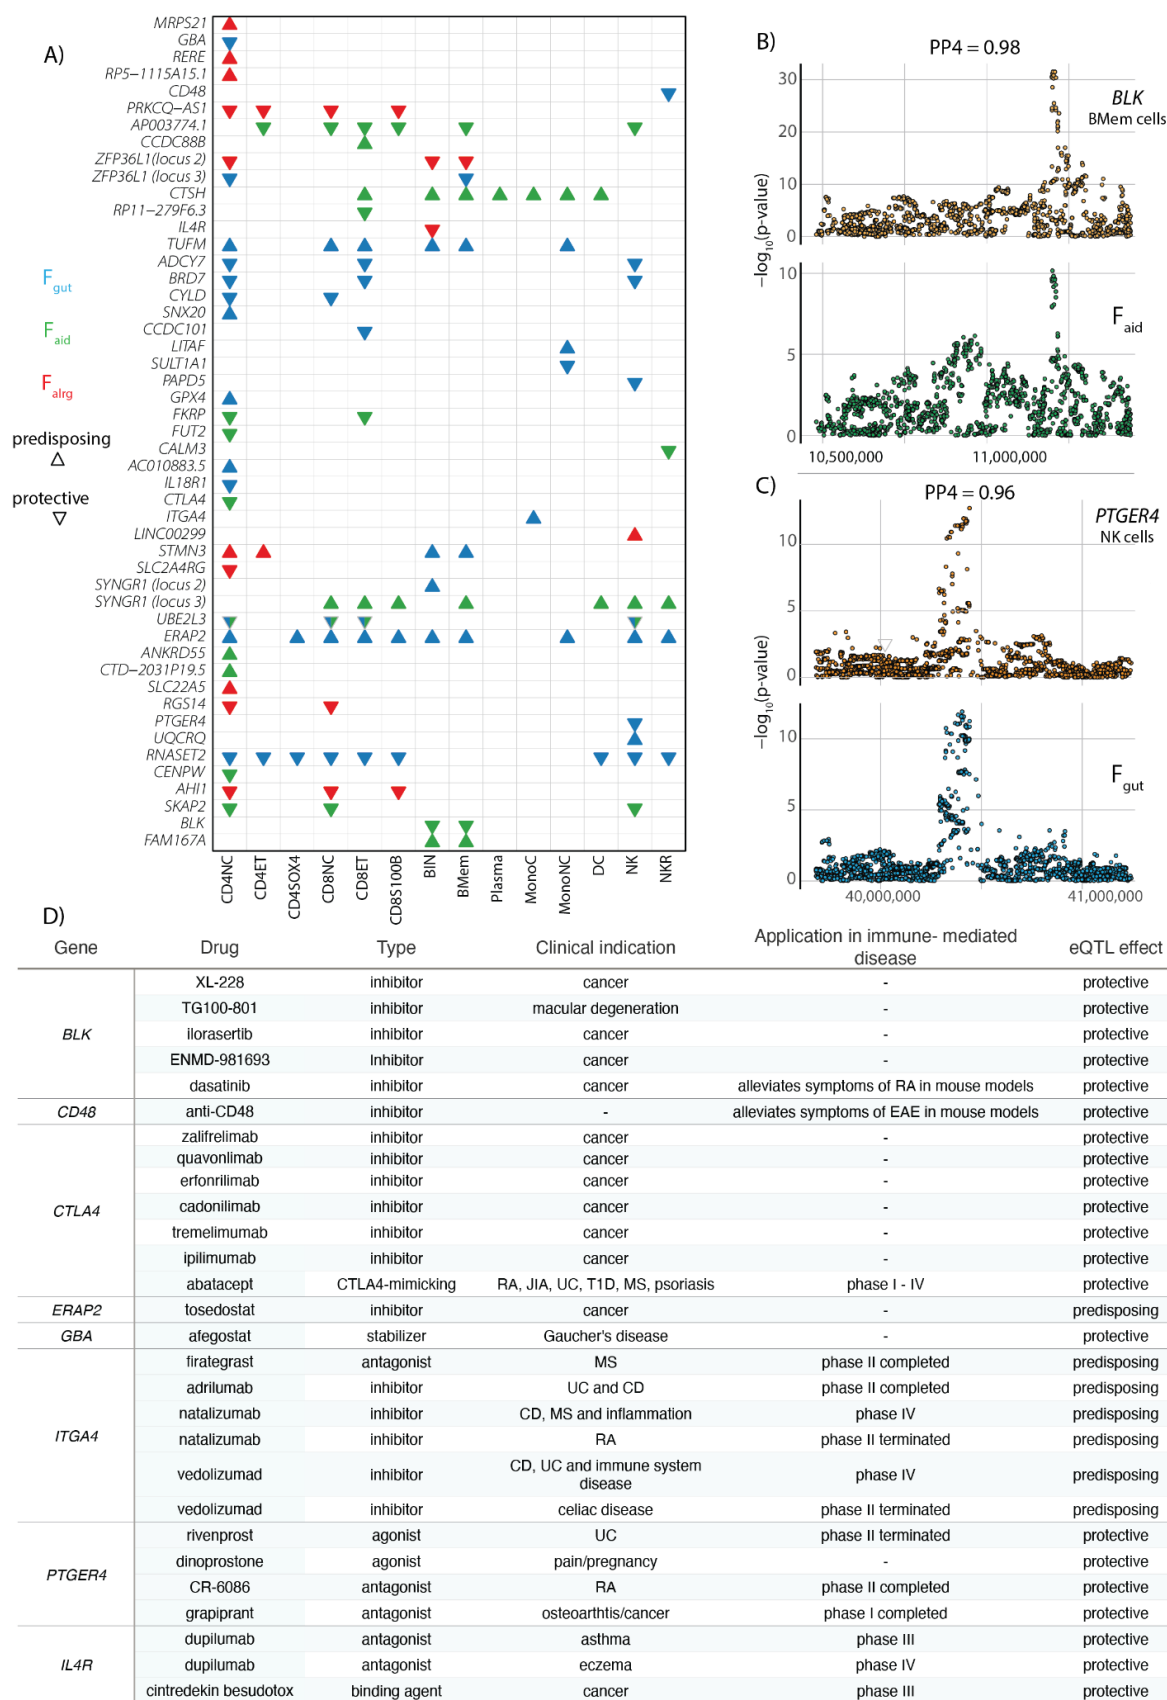 A)
MRPS21
GBA
RERE
RP5-1115A15.1
CD48
PRKCQ-AS1
AP003774.1
CCDC88B
ZFP36L1(locus 2)
ZFP36L1 (locus 3)
CTSH
RP11-279F6.3
IL4R
TUFM
ADCY7
BRD7
CYLD
SNX20
CCDC101
LITAF
SULT1A1
PAPD5
GPX4
FKRP
FUT2
CALM3
AC010883.5
IL18R1
CTLA4
ITGA4
LINC00299
STMN3
SLC2A4RG
SYNGR1 (locus 2)
SYNGR1 (locus 3)
UBE2L3
ERAP2
ANKRD55
CTD-2031P19.5
SLC22A5
RGS14
PTGER4
UQCRQ
RNASET2
CENPW
AHI1
SKAP2
BLK
FAM167A
Fgut
Faid
Falrg
predisposing
protective
CD4NC
CD4ET
CD4SOX4
CD8NC
CD8ET
CD8S100B
BIN
BMem
Plasma
MonoC
MonoNC
DC
NK
NKR
B)
PP4 = 0.98
BLK
BMem cells
30
20
10
0
−log10(p-value)
10
5
0
Faid
10,500,000 11,000,000
C)
PP4 = 0.96
PTGER4
NK cells
10
5
0
−log10(p-value)
10
5
0
Fgut
40,000,000 41,000,000
D)
Gene Drug Type Clinical indication Application in immune- mediated disease eQTL effect
BLK
XL-228 inhibitor cancer - protective
TG100-801 inhibitor macular degeneration - protective
ilorasertib inhibitor cancer - protective
ENMD-981693 Inhibitor cancer - protective
dasatinib inhibitor cancer alleviates symptoms of RA in mouse models protective
CD48 anti-CD48 inhibitor - alleviates symptoms of EAE in mouse models protective
CTLA4
zalifrelimab inhibitor cancer - protective
quavonlimab inhibitor cancer - protective
erfonrilimab inhibitor cancer - protective
cadonilimab inhibitor cancer - protective
tremelimumab inhibitor cancer - protective
ipilimumab inhibitor cancer - protective
abatacept CTLA4-mimicking RA, JIA, UC, T1D, MS, psoriasis phase I - IV protective
ERAP2 tosedostat inhibitor cancer - predisposing
GBA afegostat stabilizer Gaucher's disease - protective
ITGA4
firategrast antagonist MS phase II completed predisposing
adrilumab inhibitor UC and CD phase II completed predisposing
natalizumab inhibitor CD, MS and inflammation phase IV predisposing
natalizumab inhibitor RA phase II terminated predisposing
vedolizumad inhibitor CD, UC and immune system disease phase IV predisposing
vedolizumad inhibitor celiac disease phase II terminated predisposing
PTGER4
rivenprost agonist UC phase II terminated protective
dinoprostone agonist pain/pregnancy - protective
CR-6086 antagonist RA phase II completed protective
grapiprant antagonist osteoarthtis/cancer phase I completed protective
IL4R
dupilumab antagonist asthma phase III protective
dupilumab antagonist eczema phase IV protective
cintredekin besudotox binding agent cancer phase III protective